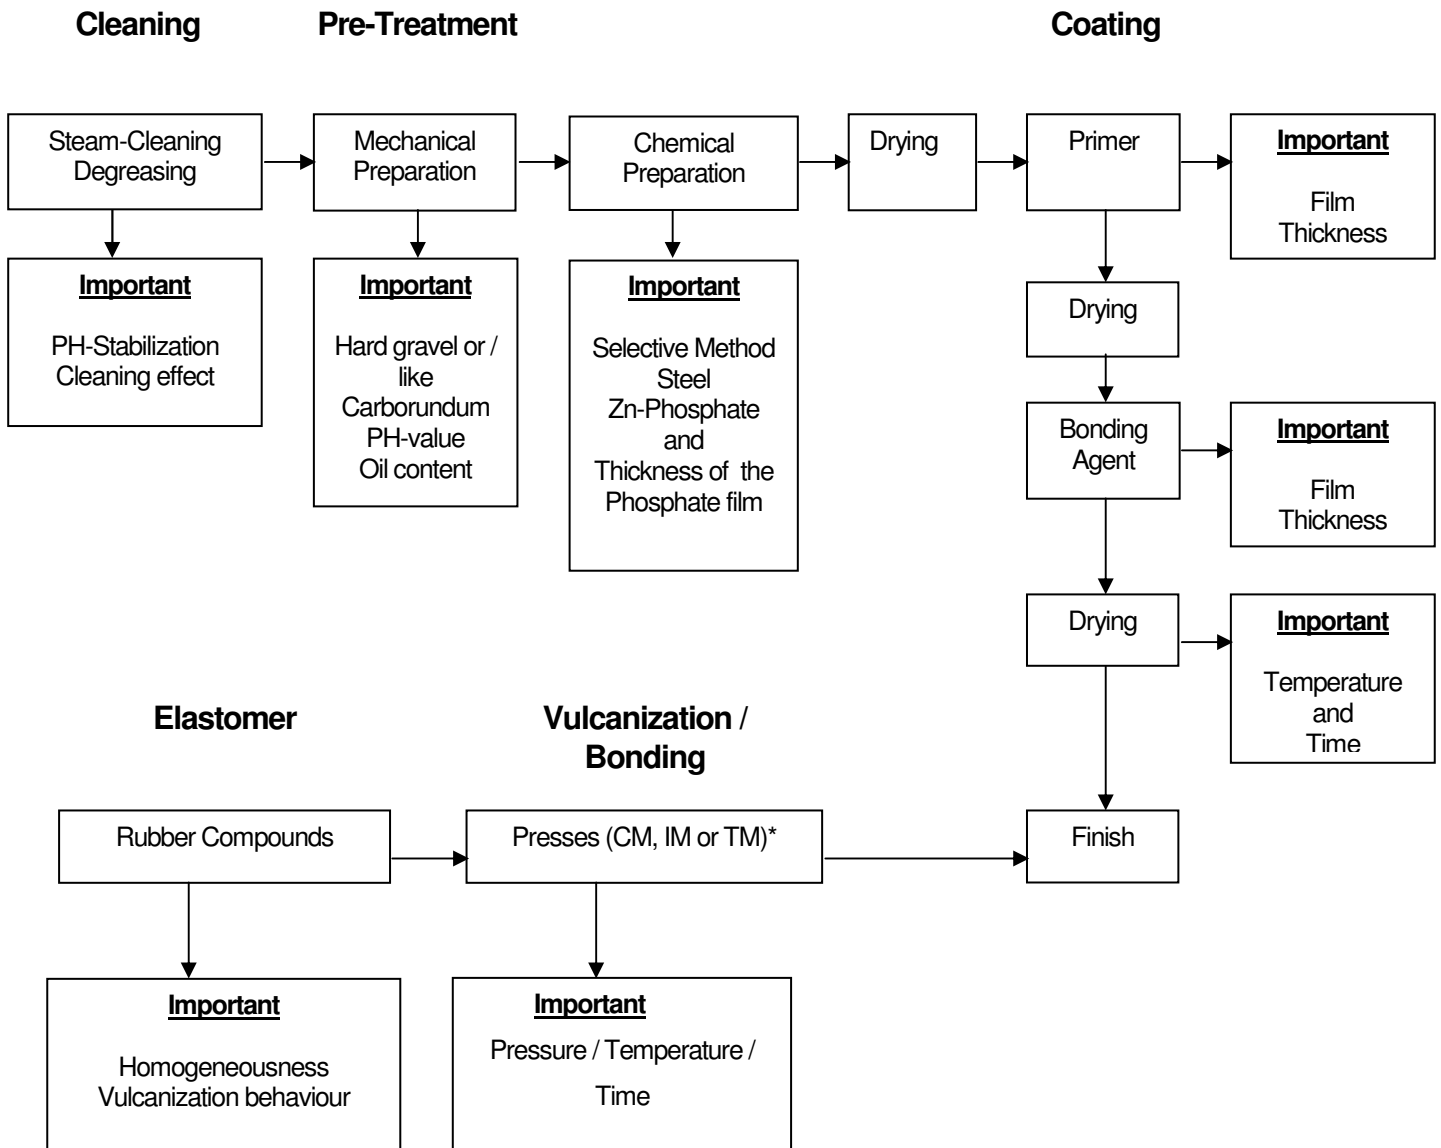 Cleaning
Pre-Treatment
Coating
Steam-Cleaning
Degreasing
Mechanical
Preparation
Chemical
Preparation
Drying
Primer
Important
Film
Thickness
Important
PH-Stabilization
Cleaning effect
Important
Hard gravel or /
like
Carborundum
PH-value
Oil content
Important
Selective Method
Steel
Zn-Phosphate
and
Thickness of the
Phosphate film
Drying
Bonding
Agent
Important
Film
Thickness
Drying
Important
Temperature
and
Time
Elastomer
Vulcanization /
Bonding
Rubber Compounds
Presses (CM, IM or TM)*
Finish
Important
Homogeneousness
Vulcanization behaviour
Important
Pressure / Temperature /
Time